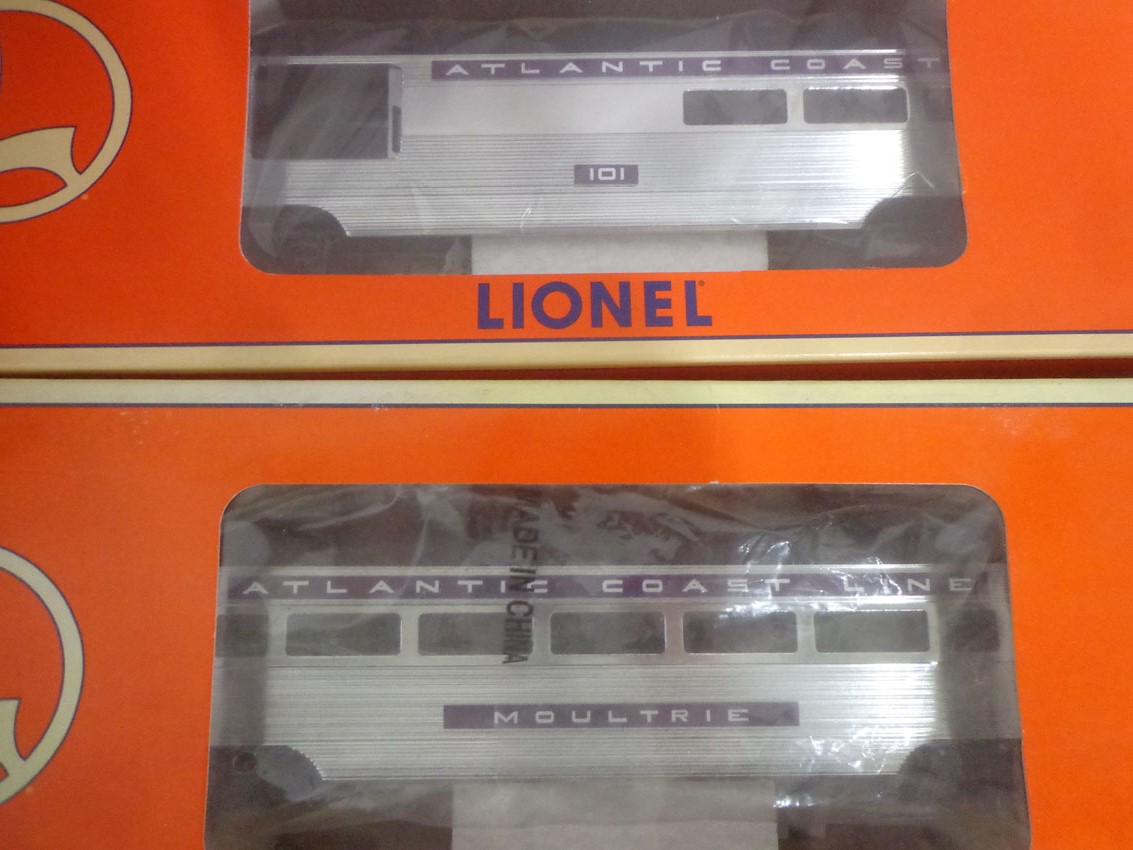 ATLANTIC COAST
101
LIONEL
ATLANTIC COAST LINE
MADE IN CHINA
MOULTRIE